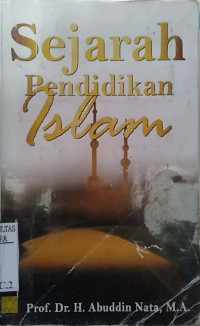 Sejarah
Pendidikan
Islam
Prof. Dr. H. Abuddin Nata, M.A.